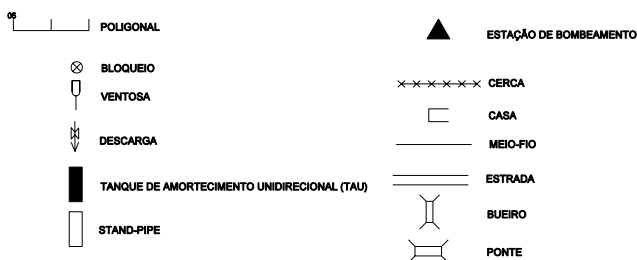 05
POLIGONAL
BLOQUEIO
VENTOSA
DESCARGA
TANQUE DE AMORTECIMENTO UNIDIRECIONAL (TAU)
STAND-PIPE
ESTAÇÃO DE BOMBEAMENTO
CERCA
CASA
MEIO-FIO
ESTRADA
BUEIRO
PONTE